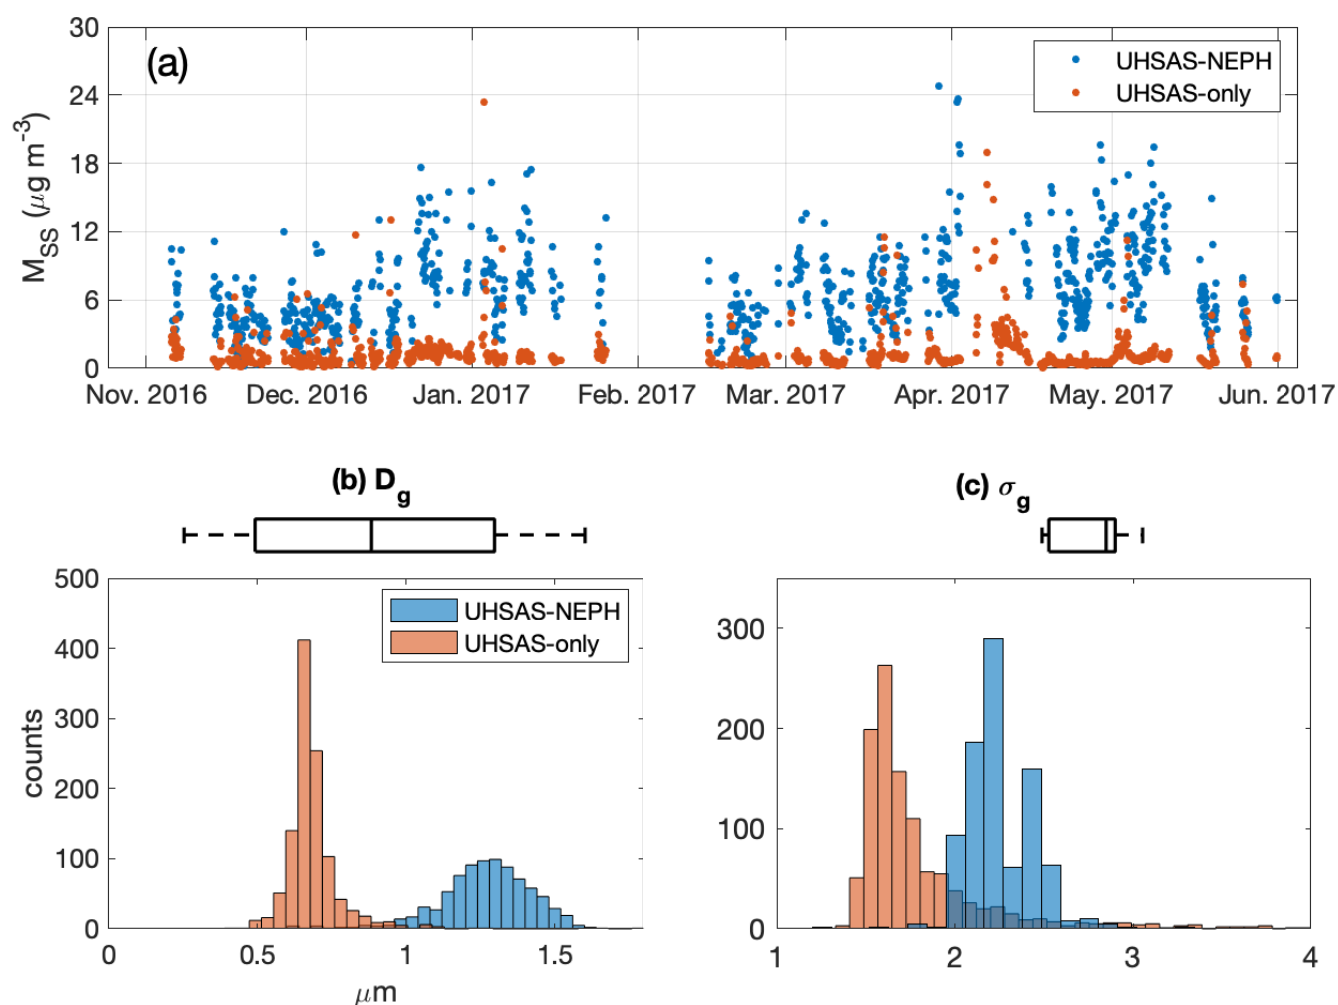 (a)
UHSAS-NEPH
UHSAS-only
M_SS (μg m⁻³)
30
24
18
12
6
0
Nov. 2016 Dec. 2016 Jan. 2017 Feb. 2017 Mar. 2017 Apr. 2017 May. 2017 Jun. 2017
(b) D_g
500
400
300
200
100
0
counts
UHSAS-NEPH
UHSAS-only
0 0.5 1 1.5
μm
(c) σ_g
300
200
100
0
1 2 3 4